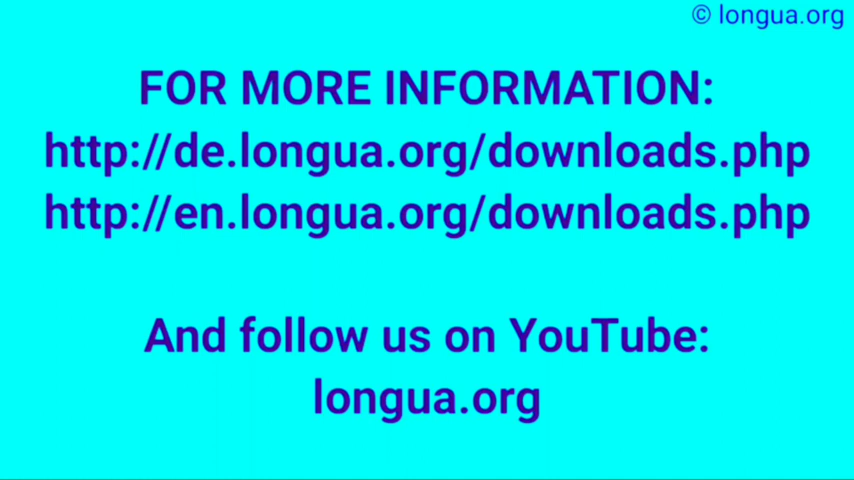 © longua.org
FOR MORE INFORMATION:
http://de.longua.org/downloads.php
http://en.longua.org/downloads.php
And follow us on YouTube:
longua.org